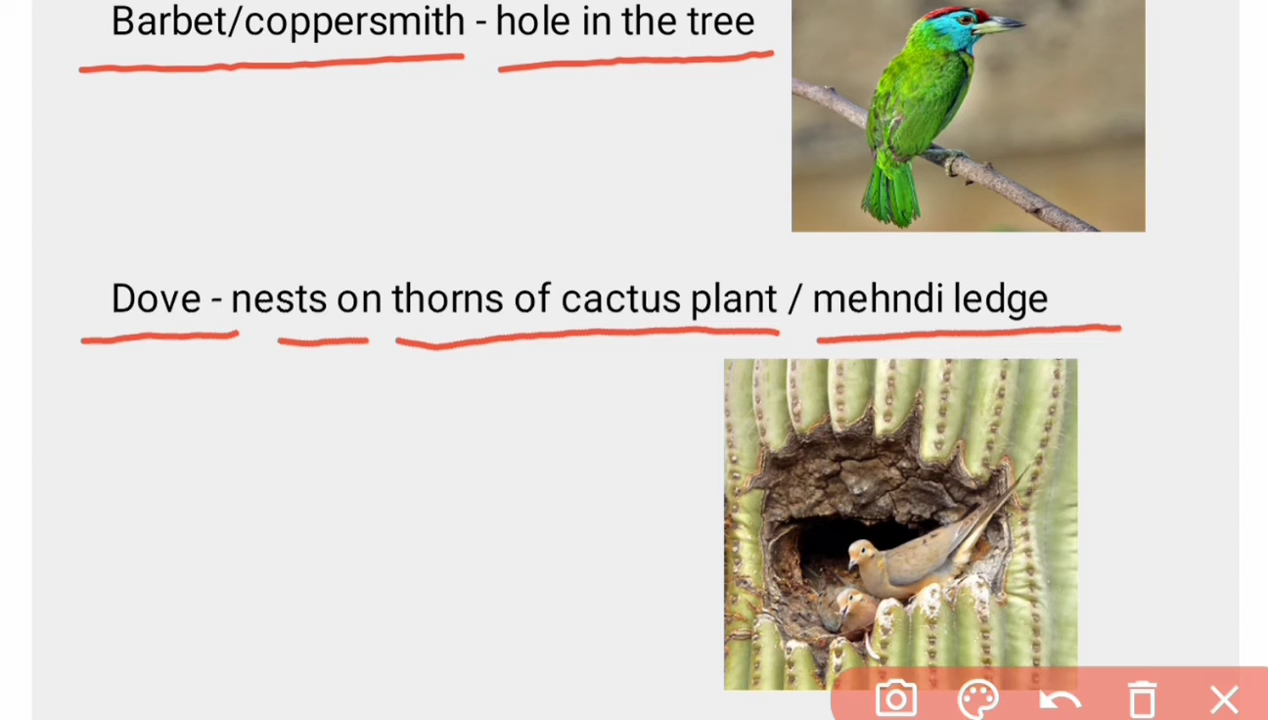 Barbet/coppersmith - hole in the tree
Dove - nests on thorns of cactus plant / mehndi ledge